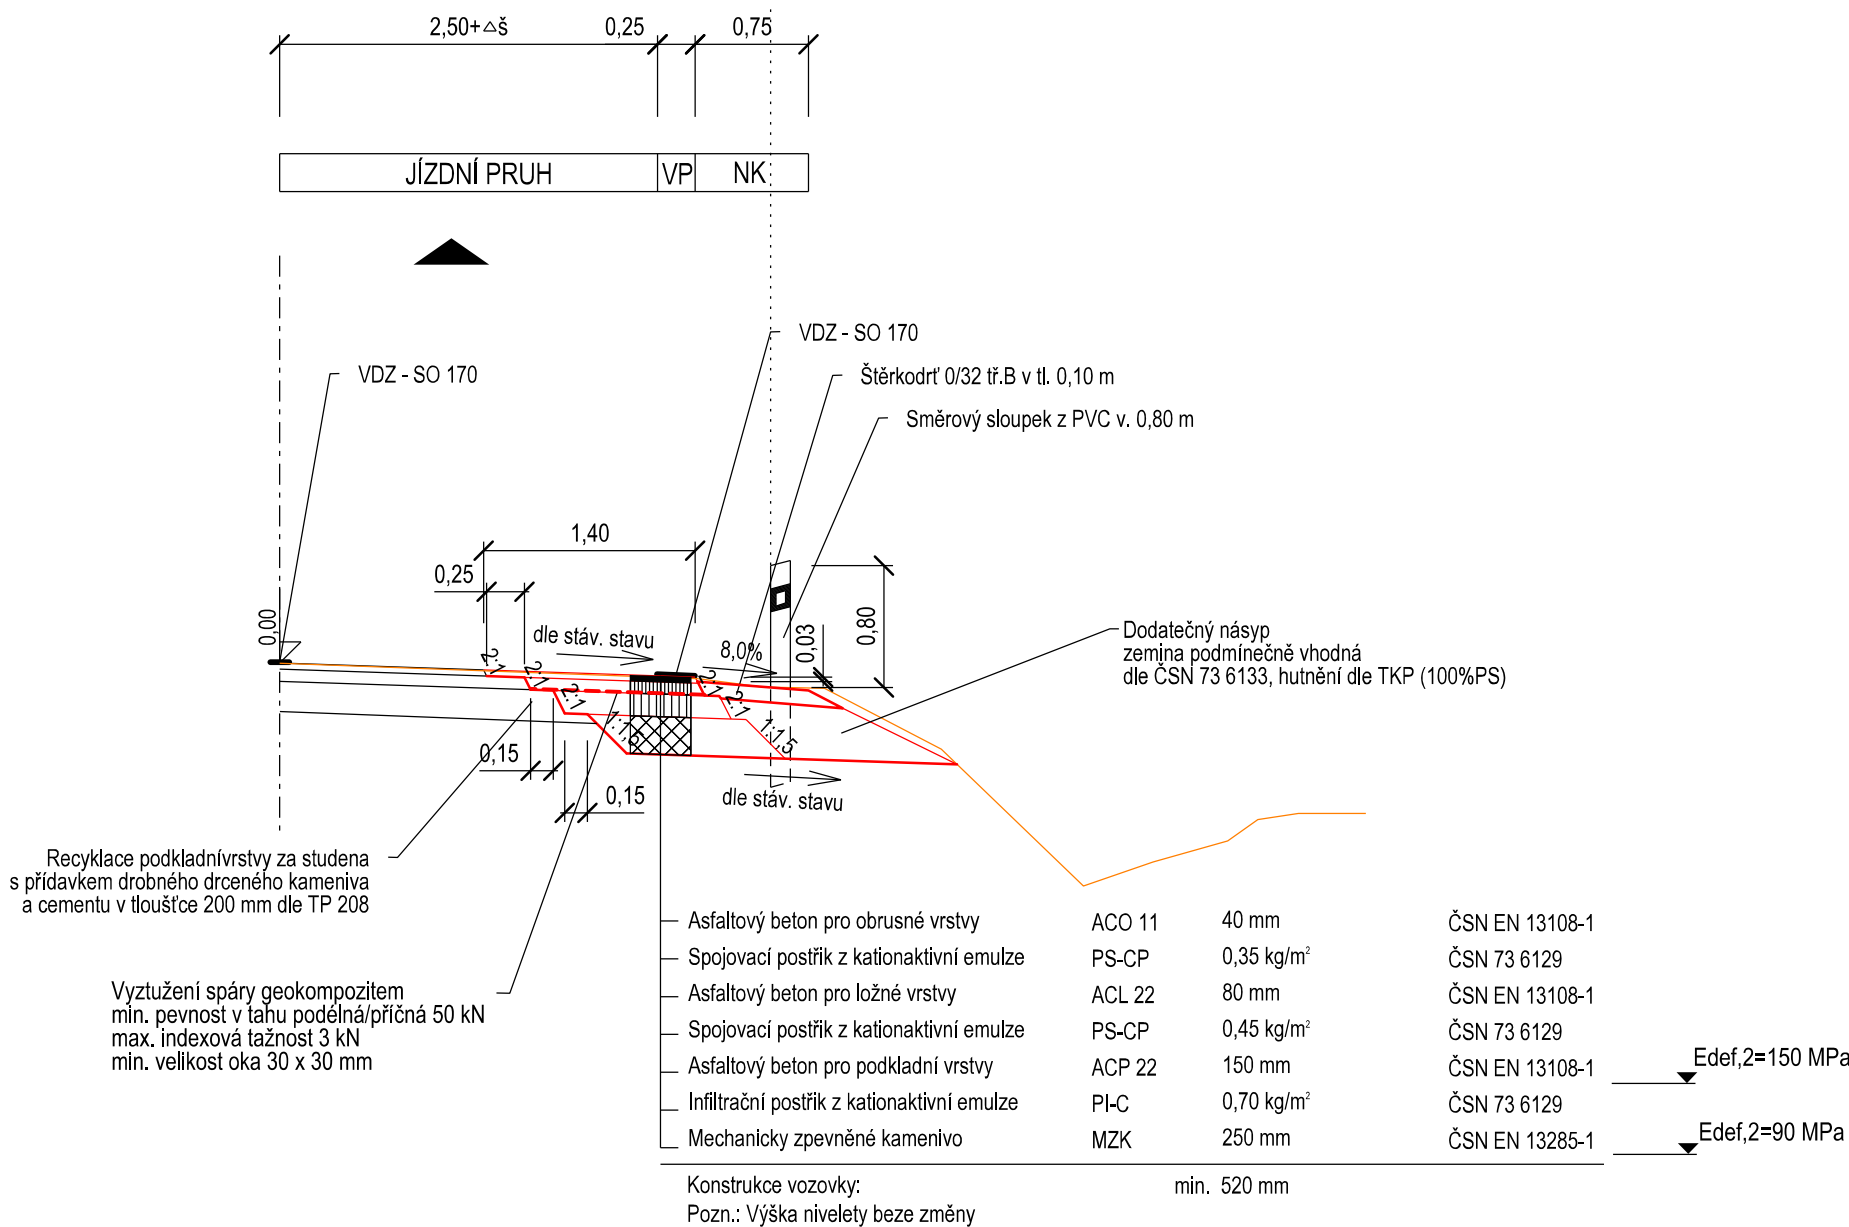 2,50+△š 0,25 0,75
JÍZDNÍ PRUH VP NK
VDZ - SO 170
VDZ - SO 170
Štěrkodrť 0/32 tř.B v tl. 0,10 m
Směrový sloupek z PVC v. 0,80 m
1,40
0,25
0,00
dle stáv. stavu
8,0%
0,03
0,80
2:1
2:1
2:1
1:1,5
2:1
2:1
1:1,5
0,15
0,15
dle stáv. stavu
Dodatečný násyp
zemina podmínečně vhodná
dle ČSN 73 6133, hutnění dle TKP (100%PS)
Recyklace podkladnívrstvy za studena
s přídavkem drobného drceného kameniva
a cementu v tloušťce 200 mm dle TP 208
Vyztužení spáry geokompozitem
min. pevnost v tahu podélná/příčná 50 kN
max. indexová tažnost 3 kN
min. velikost oka 30 x 30 mm
Asfaltový beton pro obrusné vrstvy ACO 11 40 mm ČSN EN 13108-1
Spojovací postřik z kationaktivní emulze PS-CP 0,35 kg/m² ČSN 73 6129
Asfaltový beton pro ložné vrstvy ACL 22 80 mm ČSN EN 13108-1
Spojovací postřik z kationaktivní emulze PS-CP 0,45 kg/m² ČSN 73 6129
Asfaltový beton pro podkladní vrstvy ACP 22 150 mm ČSN EN 13108-1 Edef,2=150 MPa
Infiltrační postřik z kationaktivní emulze PI-C 0,70 kg/m² ČSN 73 6129
Mechanicky zpevněné kamenivo MZK 250 mm ČSN EN 13285-1 Edef,2=90 MPa
Konstrukce vozovky: min. 520 mm
Pozn.: Výška nivelety beze změny